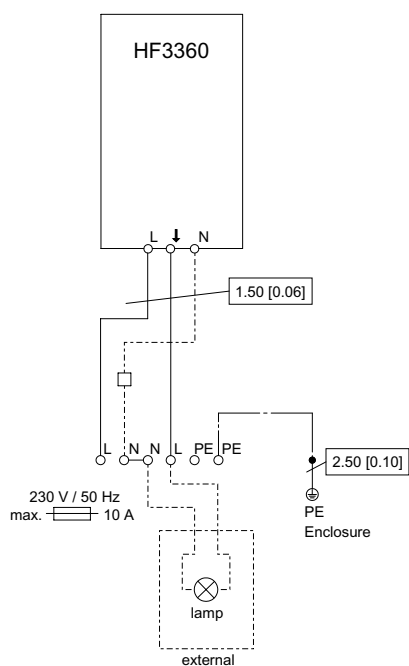 HF3360
L N
1.50 [0.06]
L N N L PE PE
230 V / 50 Hz
max. 10 A
2.50 [0.10]
PE
Enclosure
lamp
external